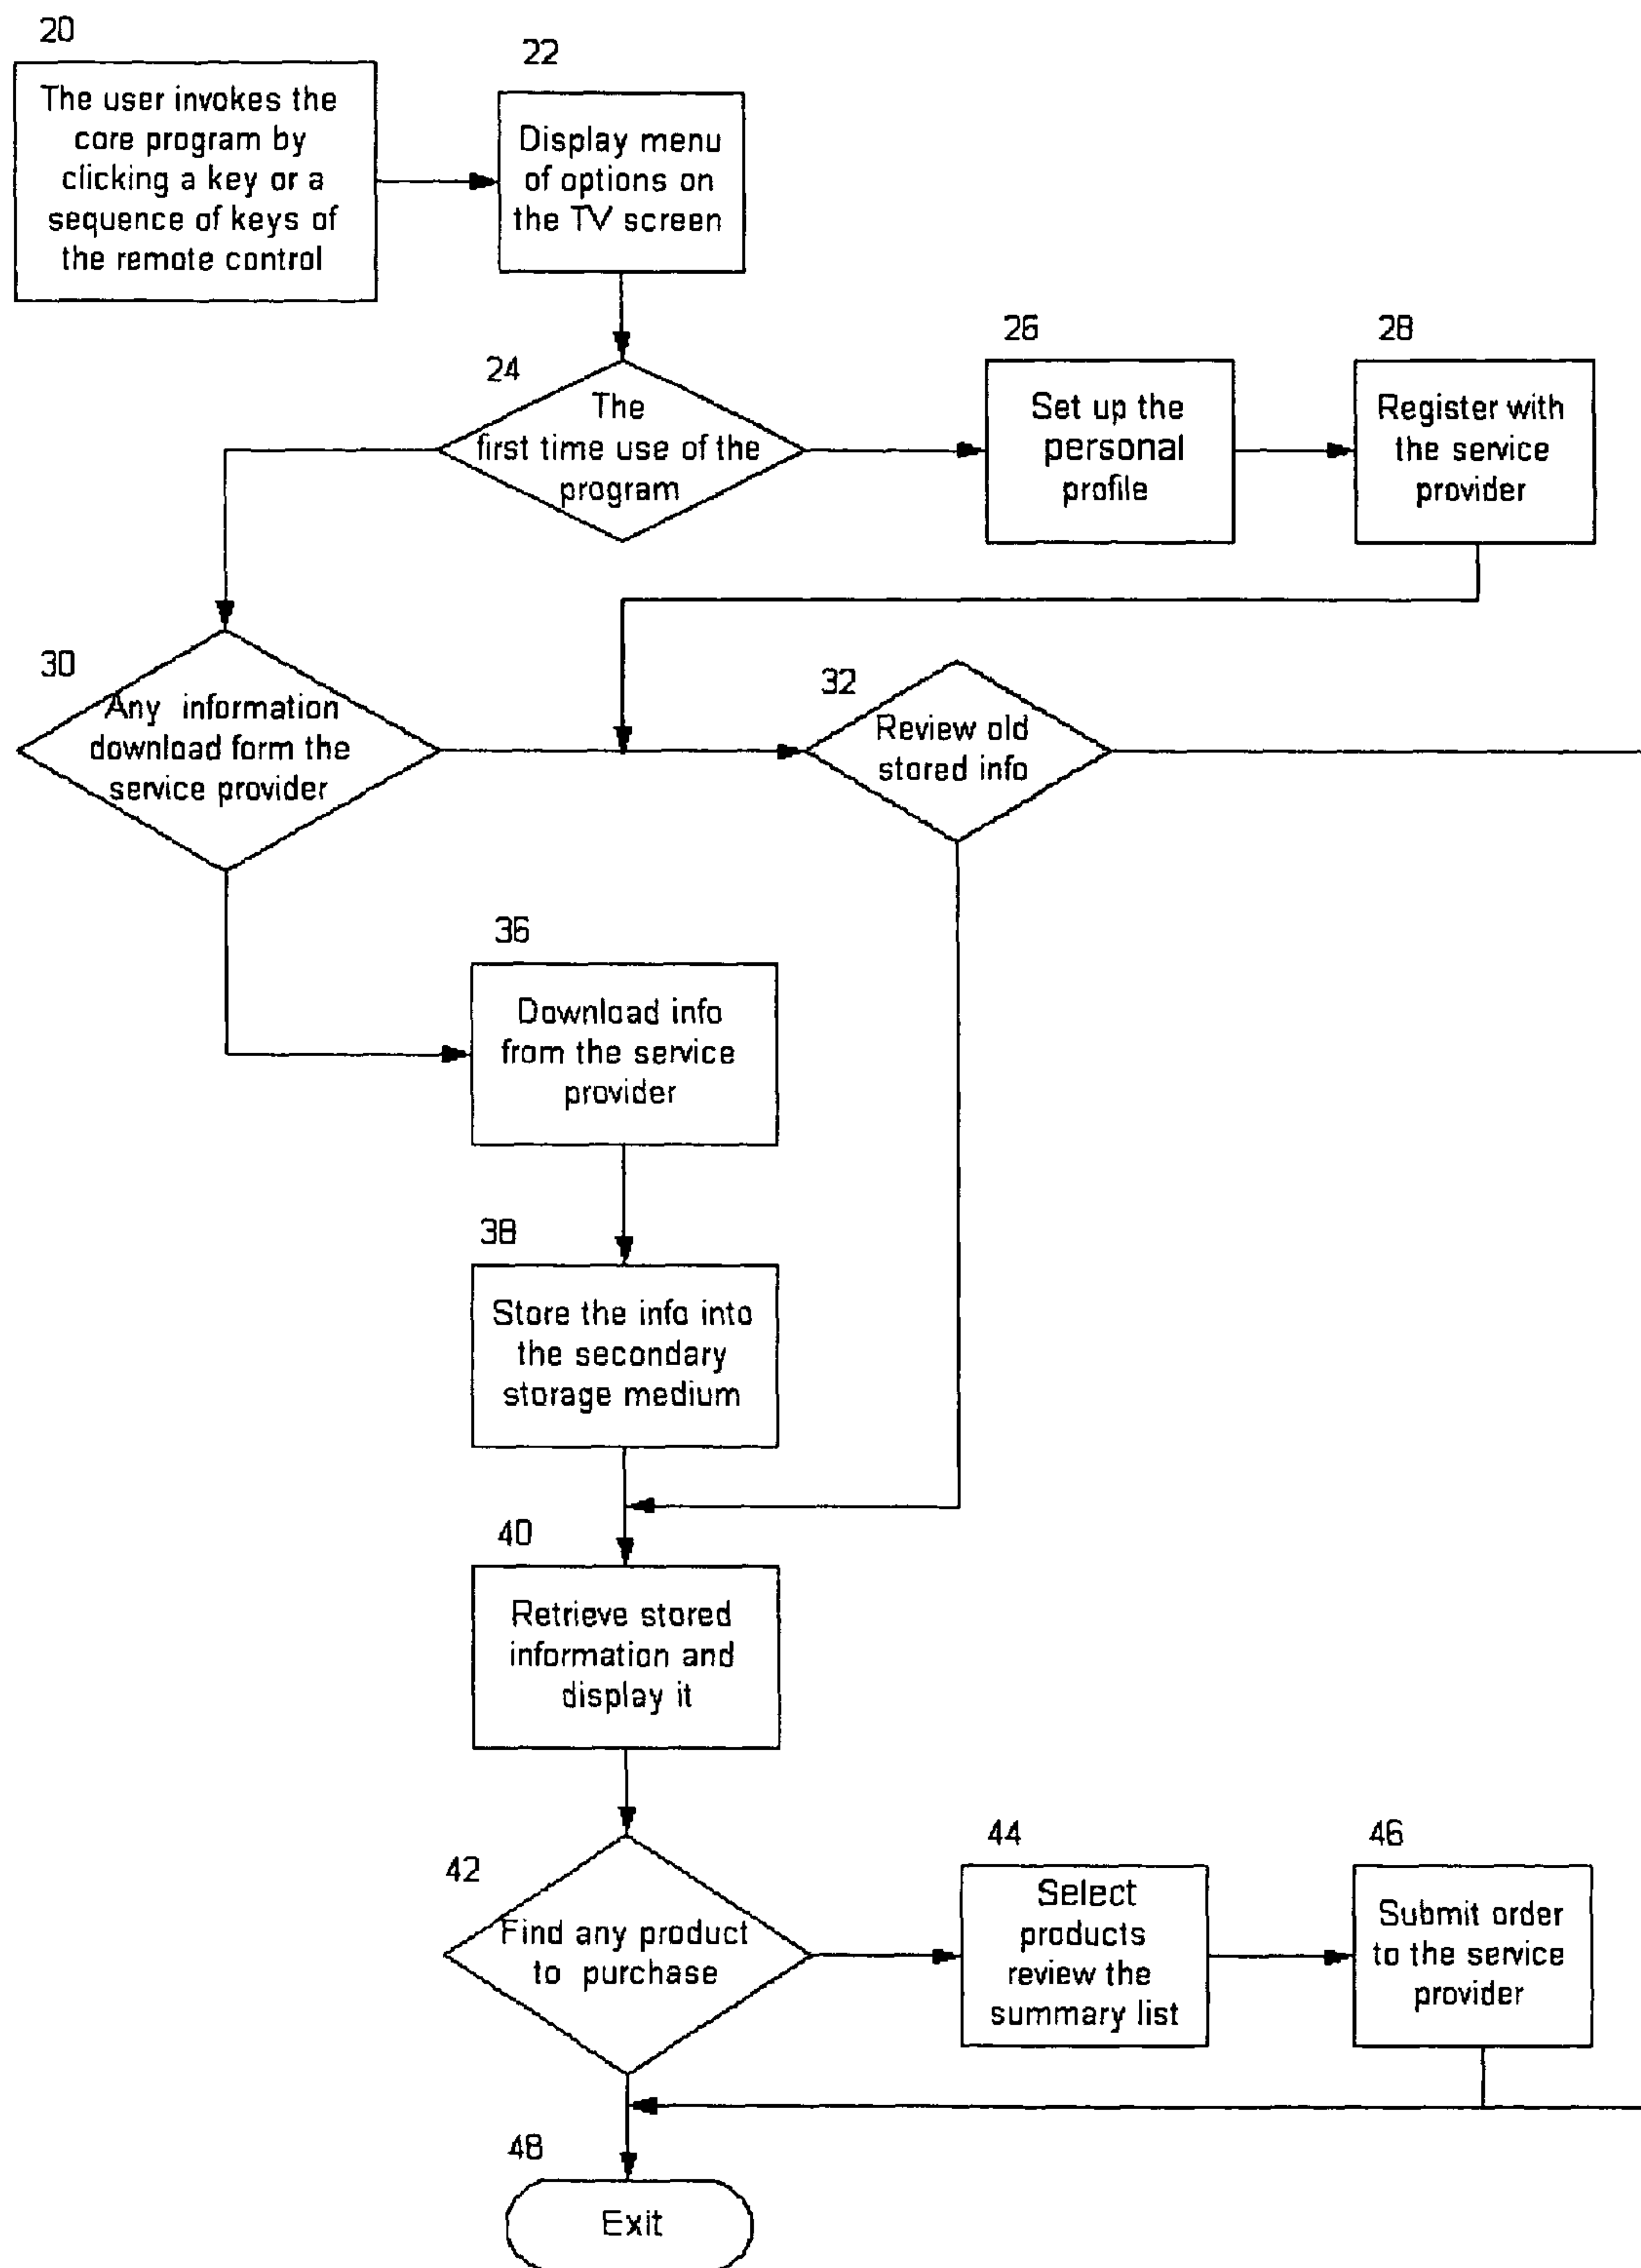 20
The user invokes the
core program by
clicking a key or a
sequence of keys of
the remote control
22
Display menu
of options on
the TV screen
24
The
first time use of the
program
26
Set up the
personal
profile
28
Register with
the service
provider
30
Any information
download form the
service provider
32
Review old
stored info
36
Download info
from the service
provider
38
Store the info into
the secondary
storage medium
40
Retrieve stored
information and
display it
42
Find any product
to purchase
44
Select
products
review the
summary list
46
Submit order
to the service
provider
48
Exit